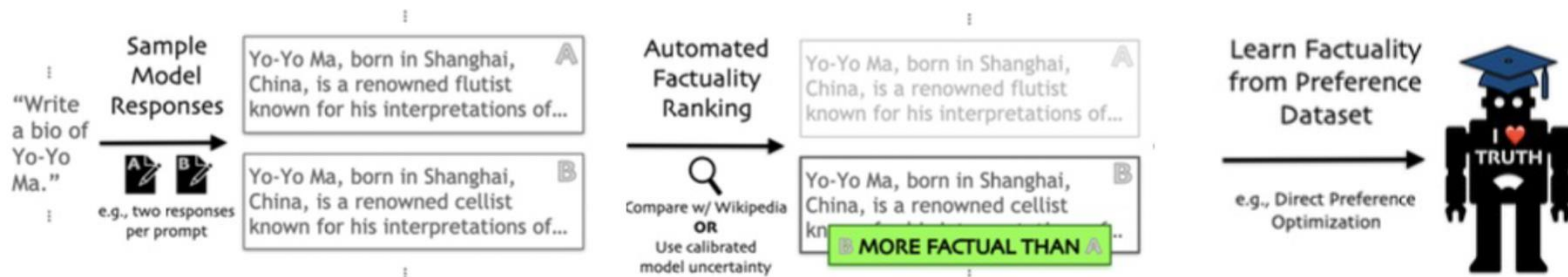 “Write
a bio of
Yo-Yo
Ma.”
Sample
Model
Responses
A
B
e.g., two responses
per prompt
Yo-Yo Ma, born in Shanghai,
A
China, is a renowned flutist
known for his interpretations of...
Yo-Yo Ma, born in Shanghai,
B
China, is a renowned cellist
known for his interpretations of...
Automated
Factuality
Ranking
Compare w/ Wikipedia
OR
Use calibrated
model uncertainty
Yo-Yo Ma, born in Shanghai,
A
China, is a renowned flutist
known for his interpretations of...
Yo-Yo Ma, born in Shanghai,
B
China, is a renowned cellist
B MORE FACTUAL THAN A
Learn Factuality
from Preference
Dataset
e.g., Direct Preference
Optimization
TRUTH